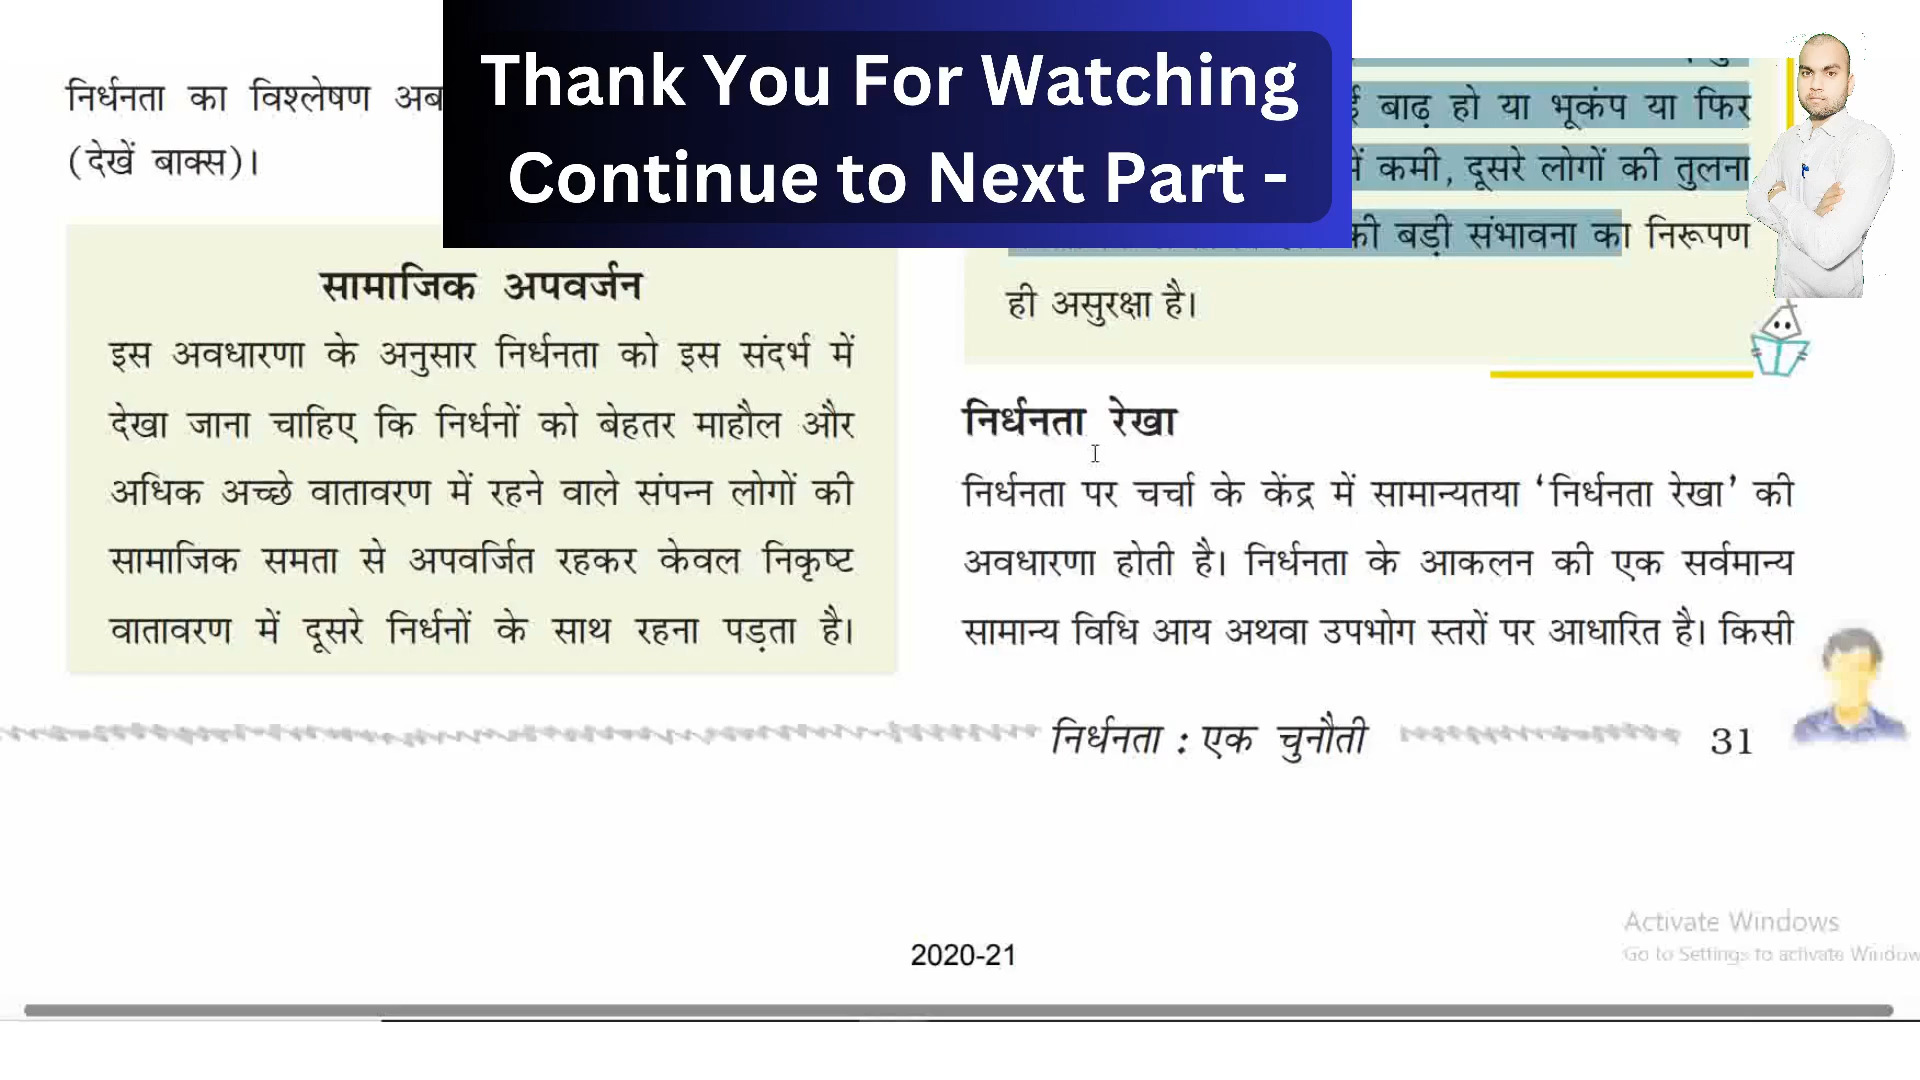 Thank You For Watching
Continue to Next Part -
निर्धनता का विश्लेषण अब
(देखें बाक्स)।
सामाजिक अपवर्जन
इस अवधारणा के अनुसार निर्धनता को इस संदर्भ में
देखा जाना चाहिए कि निर्धनों को बेहतर माहौल और
अधिक अच्छे वातावरण में रहने वाले संपन्न लोगों की
सामाजिक समता से अपवर्जित रहकर केवल निकृष्ट
वातावरण में दूसरे निर्धनों के साथ रहना पड़ता है।
बाढ़ हो या भूकंप या फिर
में कमी, दूसरे लोगों की तुलना
की बड़ी संभावना का निरूपण
ही असुरक्षा है।
निर्धनता रेखा
निर्धनता पर चर्चा के केंद्र में सामान्यतया ‘निर्धनता रेखा’ की
अवधारणा होती है। निर्धनता के आकलन की एक सर्वमान्य
सामान्य विधि आय अथवा उपभोग स्तरों पर आधारित है। किसी
निर्धनता : एक चुनौती 31
2020-21
Activate Windows
Go to Settings to activate Window